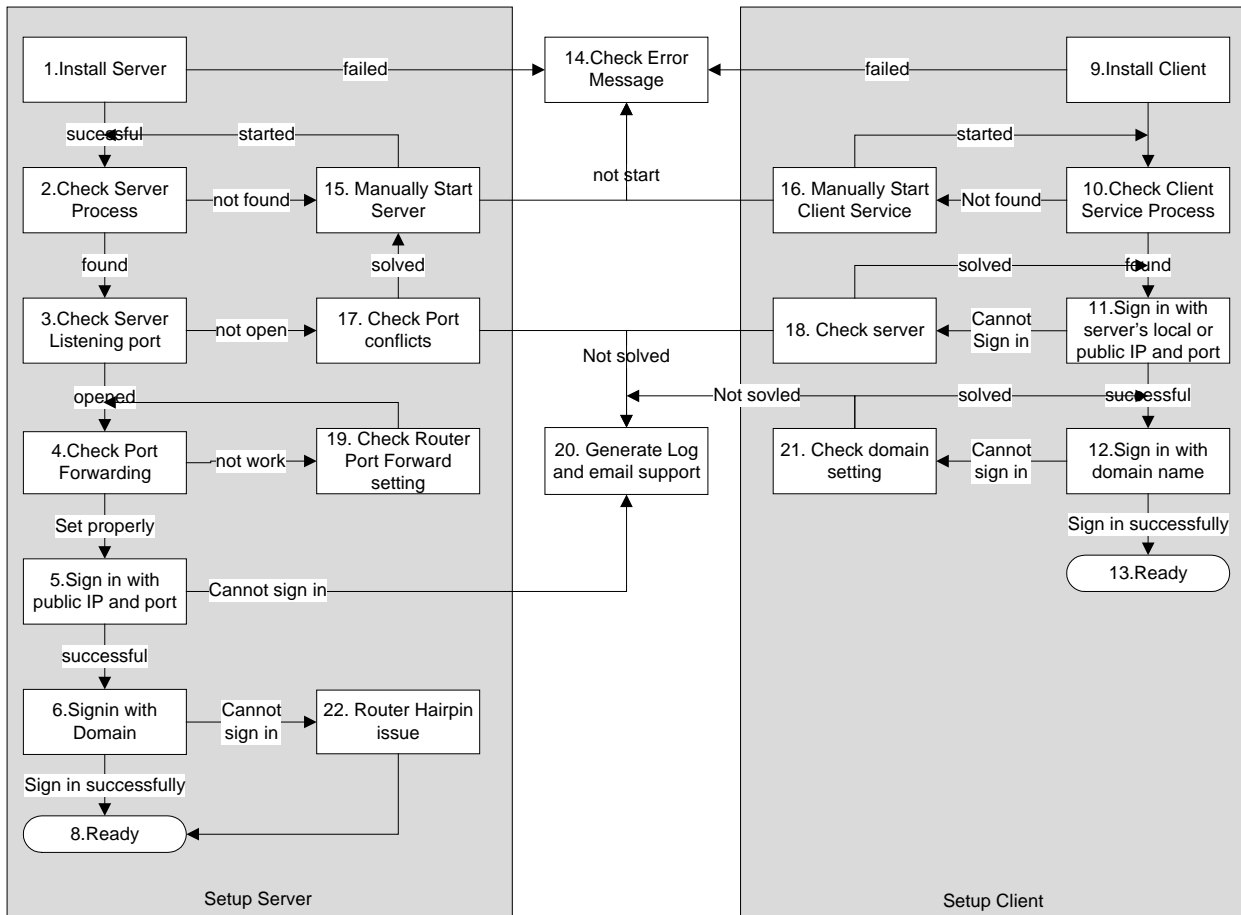 1.Install Server
failed
14.Check Error
Message
failed
9.Install Client
sucessful
started
started
2.Check Server
Process
not found
15. Manually Start
Server
not start
16. Manually Start
Client Service
Not found
10.Check Client
Service Process
found
solved
solved
found
3.Check Server
Listening port
not open
17. Check Port
conflicts
Not solved
18. Check server
Cannot
Sign in
11.Sign in with
server's local or
public IP and port
opened
Not sovled
solved
successful
4.Check Port
Forwarding
not work
19. Check Router
Port Forward
setting
20. Generate Log
and email support
21. Check domain
setting
Cannot
sign in
12.Sign in with
domain name
Set properly
Sign in successfully
5.Sign in with
public IP and port
Cannot sign in
13.Ready
successful
6.Signin with
Domain
Cannot
sign in
22. Router Hairpin
issue
Sign in successfully
8.Ready
Setup Server
Setup Client